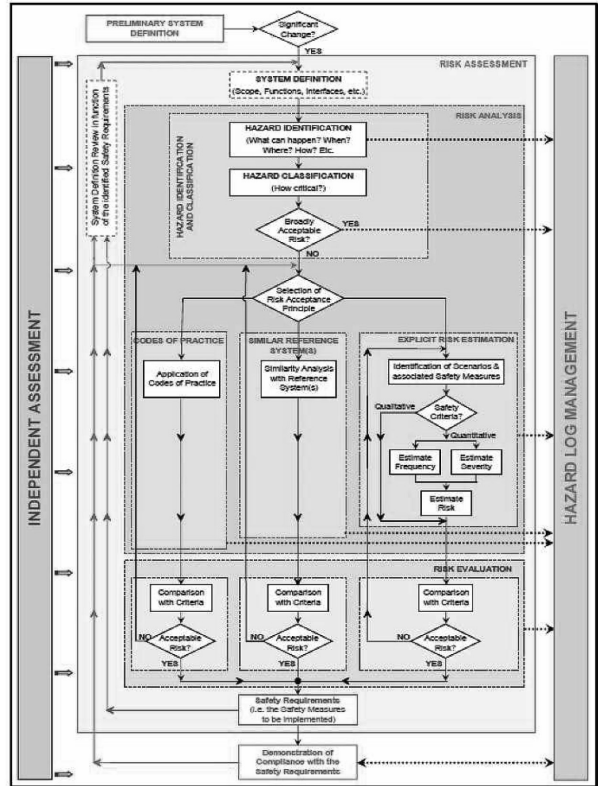 PRELIMINARY SYSTEM
DEFINITION
Significant
Change?
YES
RISK ASSESSMENT
SYSTEM DEFINITION
(Scope, Functions, Interfaces, etc.)
System Definition Review in function
of the identified Safety Requirements
RISK ANALYSIS
HAZARD IDENTIFICATION
AND CLASSIFICATION
HAZARD IDENTIFICATION
(What can happen? When?
Where? How? Etc.
HAZARD CLASSIFICATION
(How critical?)
Broadly
Acceptable
Risk?
YES
NO
Selection of
Risk Acceptance
Principle
INDEPENDENT ASSESSMENT
HAZARD LOG MANAGEMENT
CODES OF PRACTICE
Application of
Codes of Practice
SIMILAR REFERENCE
SYSTEM(S)
Similarity Analysis
with Reference
System(s)
EXPLICIT RISK ESTIMATION
Identification of Scenarios &
associated Safety Measures
Qualitative
Safety
Criteria?
Quantitative
Estimate
Frequency
Estimate
Severity
Estimate
Risk
RISK EVALUATION
Comparison
with Criteria
NO
Acceptable
Risk?
YES
Comparison
with Criteria
NO
Acceptable
Risk?
YES
Comparison
with Criteria
NO
Acceptable
Risk?
YES
Safety Requirements
(i.e. the Safety Measures
to be implemented)
Demonstration of
Compliance with the
Safety Requirements